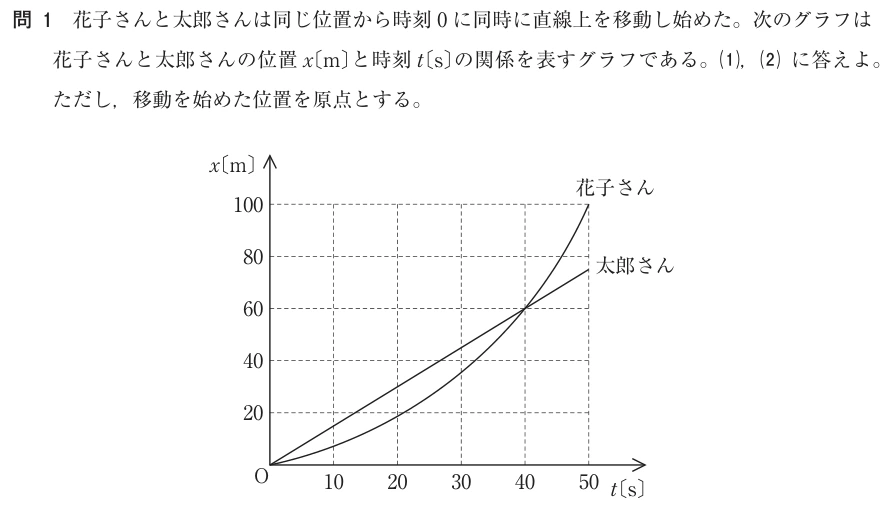 問 1 花子さんと太郎さんは同じ位置から時刻 0 に同時に直線上を移動し始めた。次のグラフは
花子さんと太郎さんの位置 x〔m〕と時刻 t〔s〕の関係を表すグラフである。(1), (2) に答えよ。
ただし，移動を始めた位置を原点とする。
x〔m〕
花子さん
100
80
太郎さん
60
40
20
O
10 20 30 40 50 t〔s〕